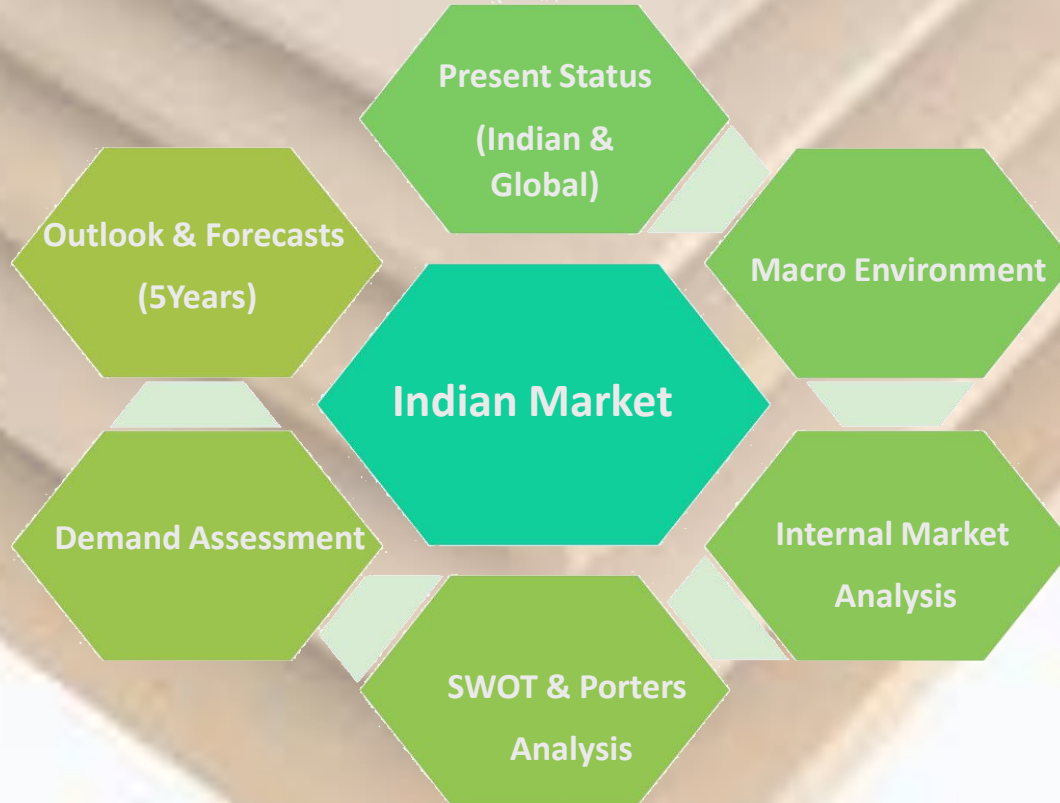 Present Status
(Indian &
Global)
Macro Environment
Internal Market
Analysis
SWOT & Porters
Analysis
Demand Assessment
Outlook & Forecasts
(5Years)
Indian Market